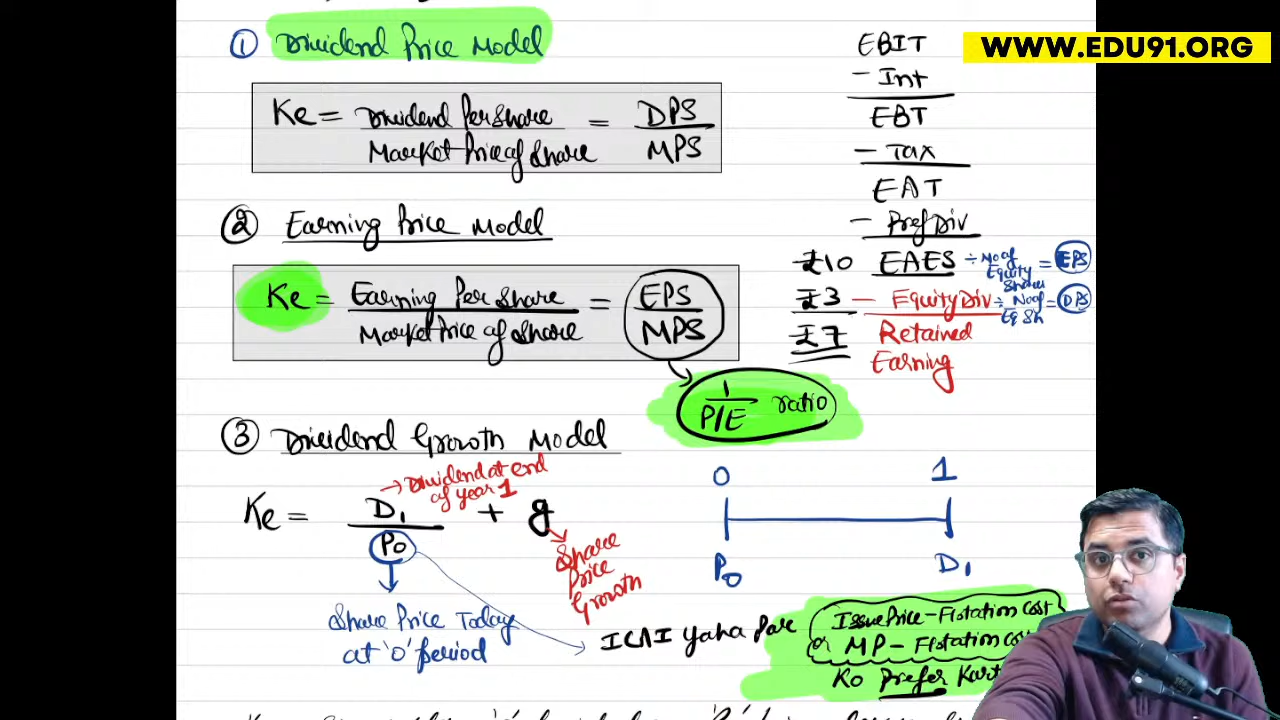 WWW.EDU91.ORG
① Dividend Price Model
Ke = Dividend Per Share / Market Price of Share = DPS / MPS
② Earning Price Model
Ke = Earning Per Share / Market Price of Share = EPS / MPS
1 / P/E ratio
EBIT
- Int
EBT
- Tax
EAT
- Pref Div
₹10 EAES ÷ No of Equity Shares = EPS
₹3 - Equity Div ÷ No of Eq Sh = DPS
₹7 Retained
Earning
③ Dividend Growth Model
Ke = D1 / P0 + g
→ Dividend at end
of year 1
Share
Price
Growth
Share Price Today
at '0' period
0 1
P0 D1
ICAI yaha par
Issue Price - Flotation Cost
or MP - Flotation
Ko Prefer